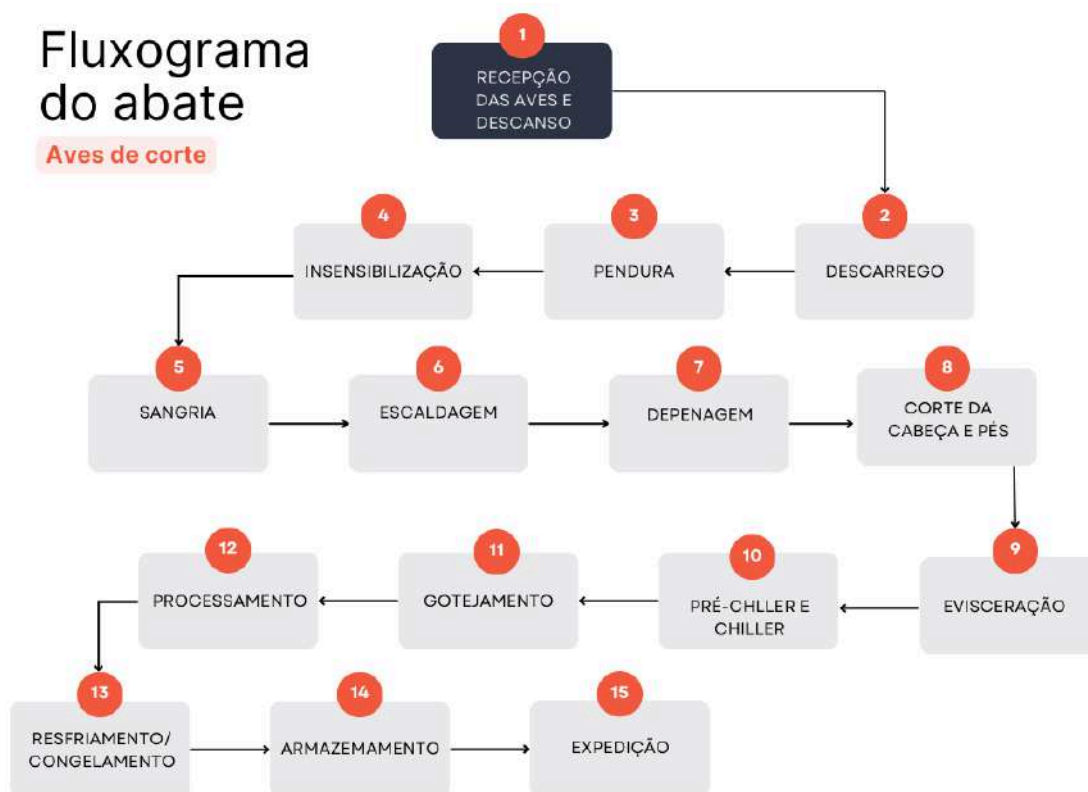 Fluxograma
do abate
Aves de corte
1
RECEPÇÃO
DAS AVES E
DESCANSO
2
DESCARREGO
3
PENDURA
4
INSENSIBILIZAÇÃO
5
SANGRIA
6
ESCALDAGEM
7
DEPENAGEM
8
CORTE DA
CABEÇA E PÉS
9
EVISCERAÇÃO
10
PRÉ-CHLLER E
CHILLER
11
GOTEJAMENTO
12
PROCESSAMENTO
13
RESFRIAMENTO/
CONGELAMENTO
14
ARMAZEMAMENTO
15
EXPEDIÇÃO